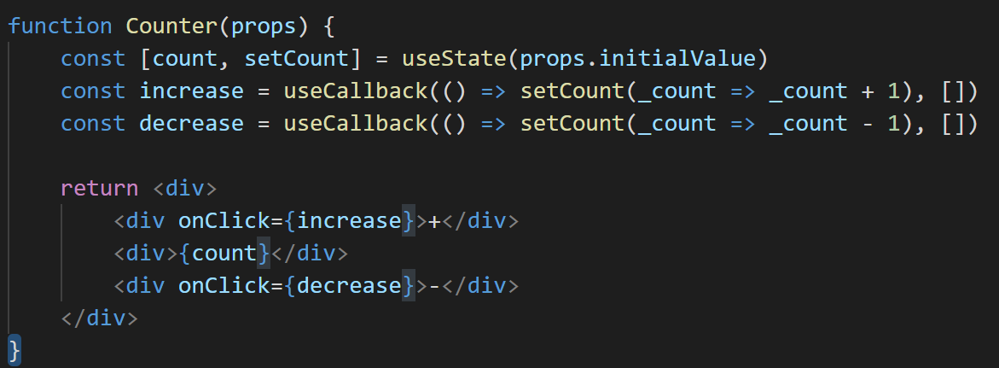 function Counter(props) {
    const [count, setCount] = useState(props.initialValue)
    const increase = useCallback(() => setCount(_count => _count + 1), [])
    const decrease = useCallback(() => setCount(_count => _count - 1), [])

    return <div>
        <div onClick={increase}>+</div>
        <div>{count}</div>
        <div onClick={decrease}>-</div>
    </div>
}